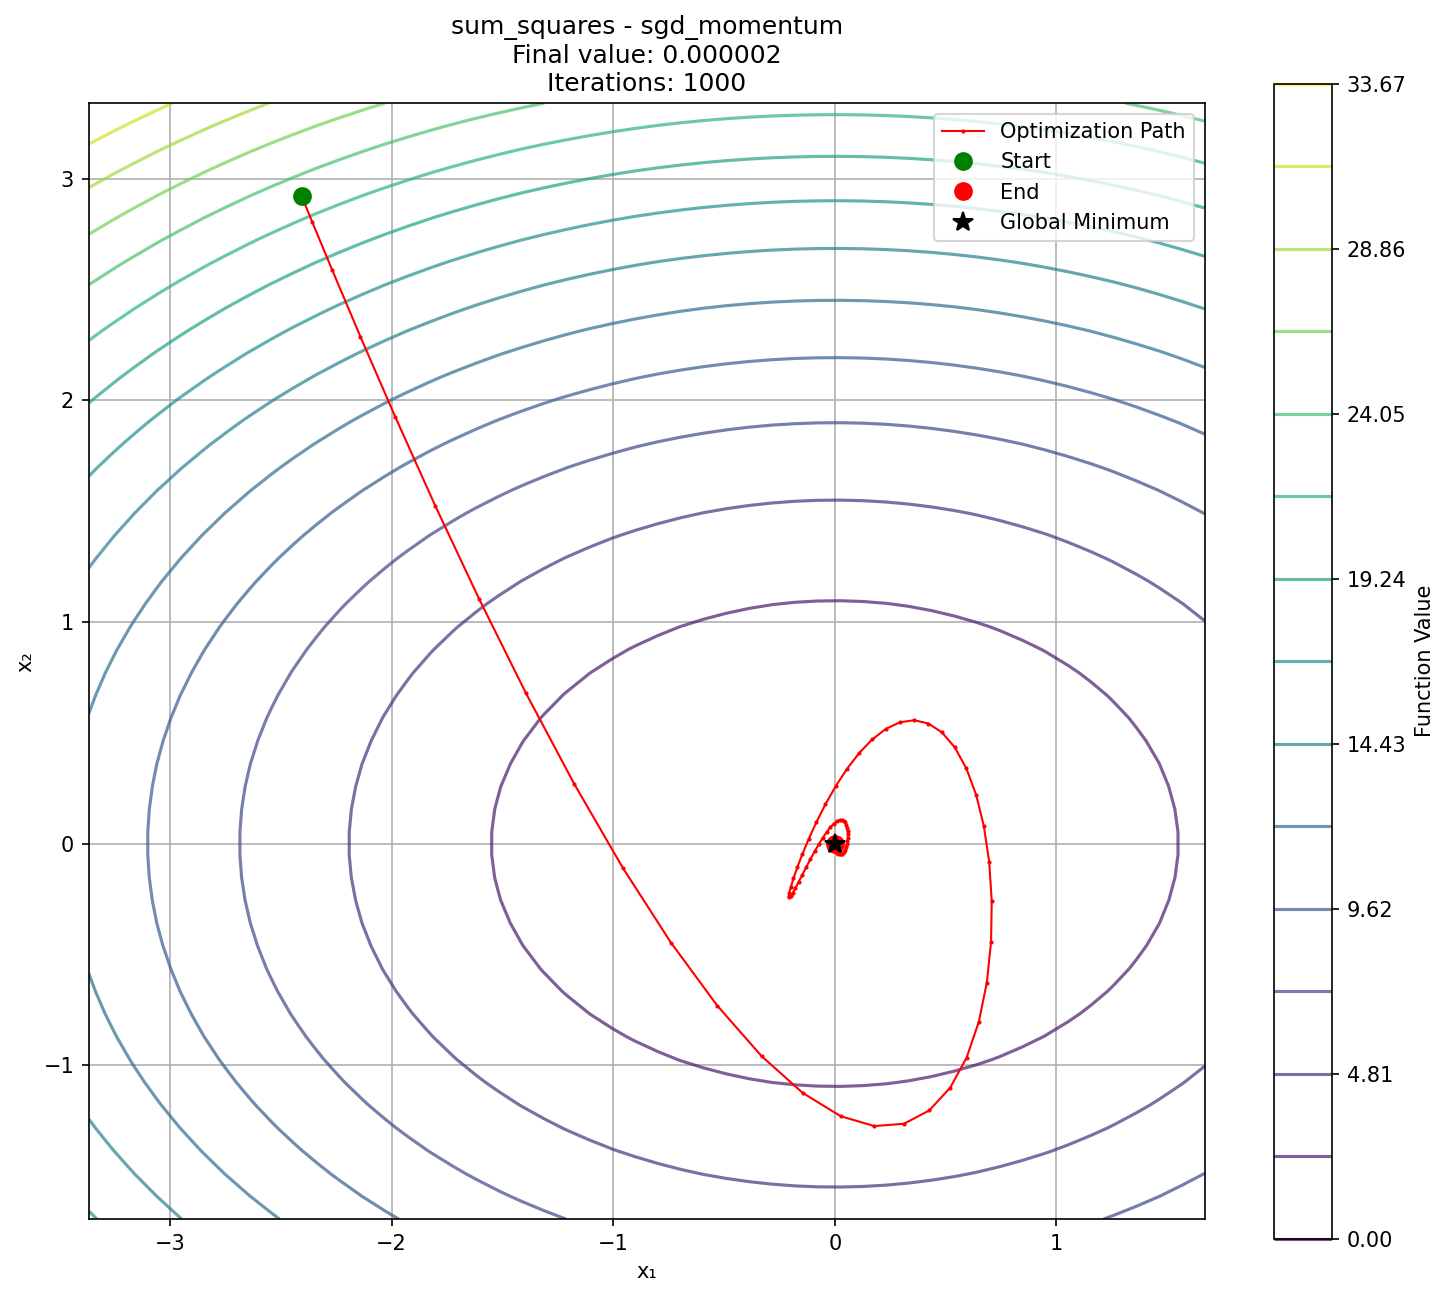 sum_squares - sgd_momentum
Final value: 0.000002
Iterations: 1000
Optimization Path
Start
End
Global Minimum
3
2
1
0
−1
x₂
−3
−2
−1
0
1
x₁
33.67
28.86
24.05
19.24
14.43
9.62
4.81
0.00
Function Value